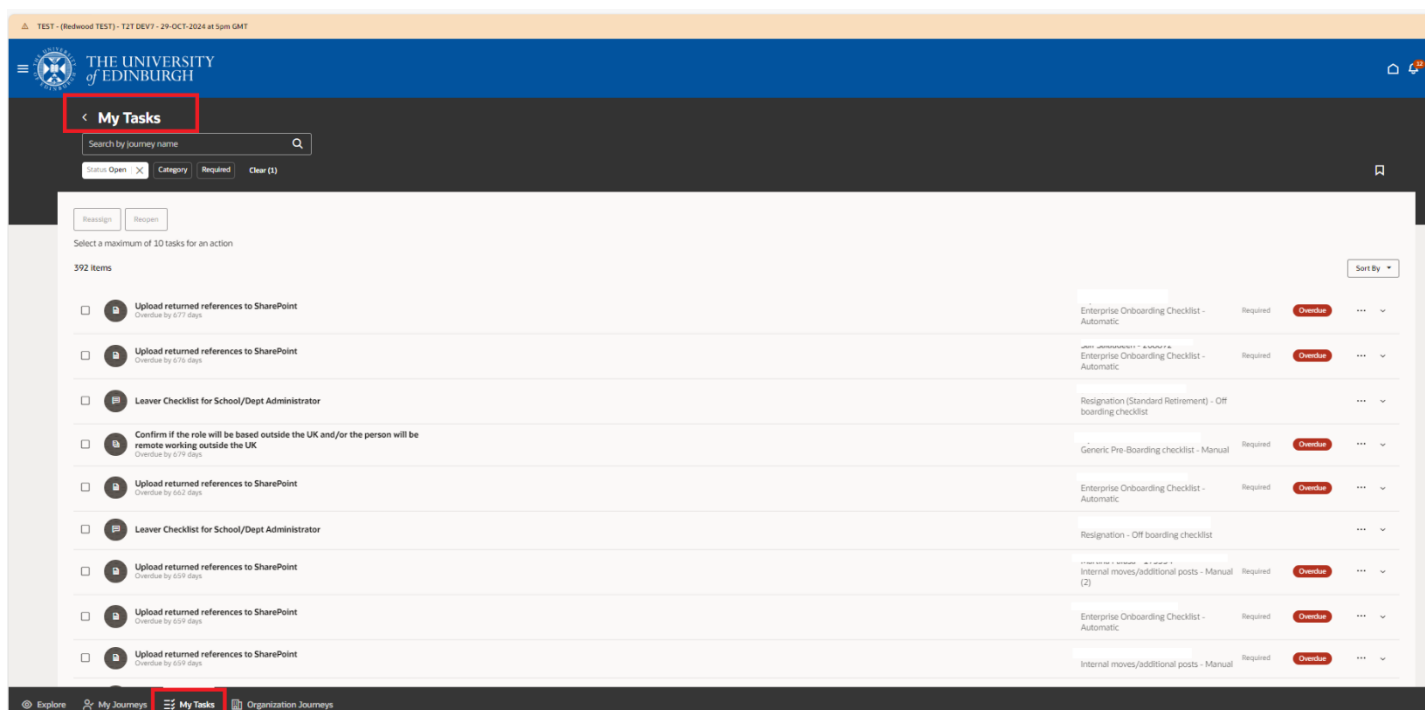 TEST - (Redwood TEST) - T2T DEV7 - 29-OCT-2024 at 5pm GMT
THE UNIVERSITY
of EDINBURGH
12
My Tasks
Search by journey name
Status Open
Category
Required
Clear (1)
Reassign
Reopen
Select a maximum of 10 tasks for an action
392 Items
Sort By
Upload returned references to SharePoint
Overdue by 677 days
Enterprise Onboarding Checklist -
Automatic
Required
Overdue
Upload returned references to SharePoint
Overdue by 676 days
Enterprise Onboarding Checklist -
Automatic
Required
Overdue
Leaver Checklist for School/Dept Administrator
Resignation (Standard Retirement) - Off
boarding checklist
Confirm if the role will be based outside the UK and/or the person will be
remote working outside the UK
Overdue by 679 days
Generic Pre-Boarding checklist - Manual
Required
Overdue
Upload returned references to SharePoint
Overdue by 662 days
Enterprise Onboarding Checklist -
Automatic
Required
Overdue
Leaver Checklist for School/Dept Administrator
Resignation - Off boarding checklist
Upload returned references to SharePoint
Overdue by 659 days
Internal moves/additional posts - Manual
(2)
Required
Overdue
Upload returned references to SharePoint
Overdue by 659 days
Enterprise Onboarding Checklist -
Automatic
Required
Overdue
Upload returned references to SharePoint
Overdue by 659 days
Internal moves/additional posts - Manual
Required
Overdue
Explore
My Journeys
My Tasks
Organization Journeys